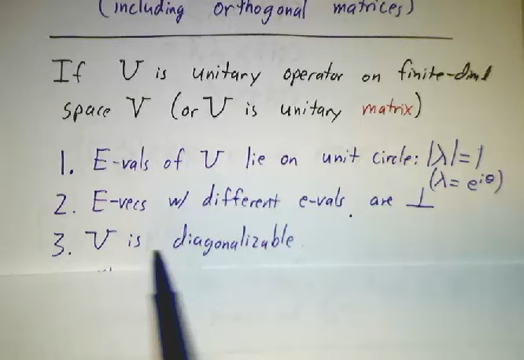 (including orthogonal matrices)
If U is unitary operator on finite-dml
space V (or U is unitary matrix)
1. E-vals of U lie on unit circle: |λ|=1
(λ=e^iθ)
2. E-vecs w/ different e-vals. are ⊥
3. U is diagonalizable